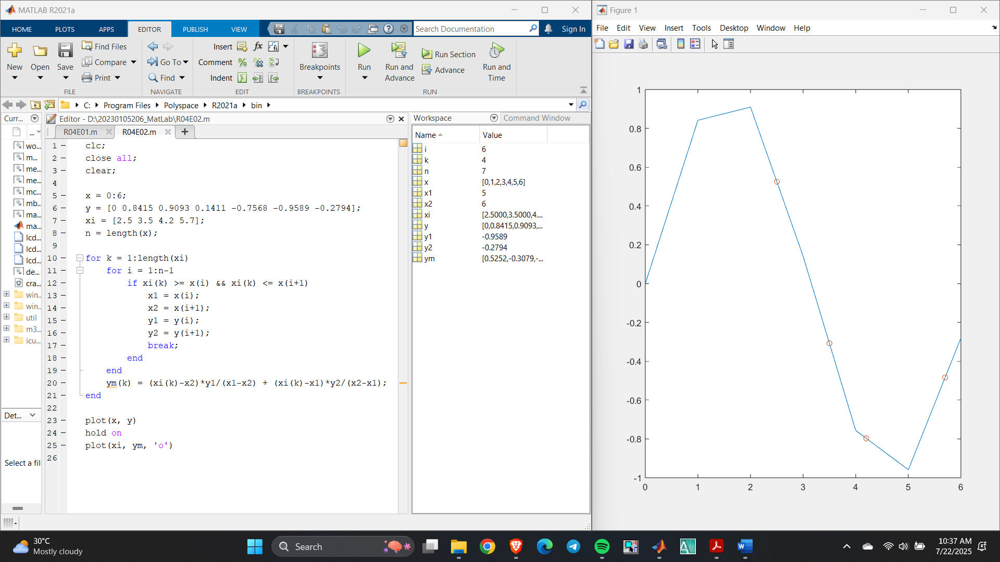 MATLAB R2021a
HOME PLOTS APPS EDITOR PUBLISH VIEW Search Documentation Sign In
New Open Save Find Files Compare Print
FILE
Go To Find
NAVIGATE
Insert fx
Comment
Indent
EDIT
Breakpoints
BREAKPOINTS
Run Run and Advance Run Section Advance Run and Time
RUN
C: Program Files Polyspace R2021a bin
Curr...
...
wo...
m...
me...
me...
mc...
mb...
ma...
ma...
lcd...
lcd...
lcd...
de...
cra...
win...
win...
util
m3...
icu...
Det...
Select a fil
Editor - D:\20230105206_MatLab\R04E02.m
R04E01.m R04E02.m +
1 clc;
2 close all;
3 clear;
4
5 x = 0:6;
6 y = [0 0.8415 0.9093 0.1411 -0.7568 -0.9589 -0.2794];
7 xi = [2.5 3.5 4.2 5.7];
8 n = length(x);
9
10 for k = 1:length(xi)
11 for i = 1:n-1
12 if xi(k) >= x(i) && xi(k) <= x(i+1)
13 x1 = x(i);
14 x2 = x(i+1);
15 y1 = y(i);
16 y2 = y(i+1);
17 break;
18 end
19 end
20 ym(k) = (xi(k)-x2)*y1/(x1-x2) + (xi(k)-x1)*y2/(x2-x1);
21 end
22
23 plot(x, y)
24 hold on
25 plot(xi, ym, 'o')
26
Workspace Command Window
Name Value
i 6
k 4
n 7
x [0,1,2,3,4,5,6]
x1 5
x2 6
xi [2.5000,3.5000,4....
y [0,0.8415,0.9093,...
y1 -0.9589
y2 -0.2794
ym [0.5252,-0.3079,-...
Figure 1
File Edit View Insert Tools Desktop Window Help
1
0.8
0.6
0.4
0.2
0
-0.2
-0.4
-0.6
-0.8
-1
0 1 2 3 4 5 6
30°C
Mostly cloudy
Search
10:37 AM
7/22/2025